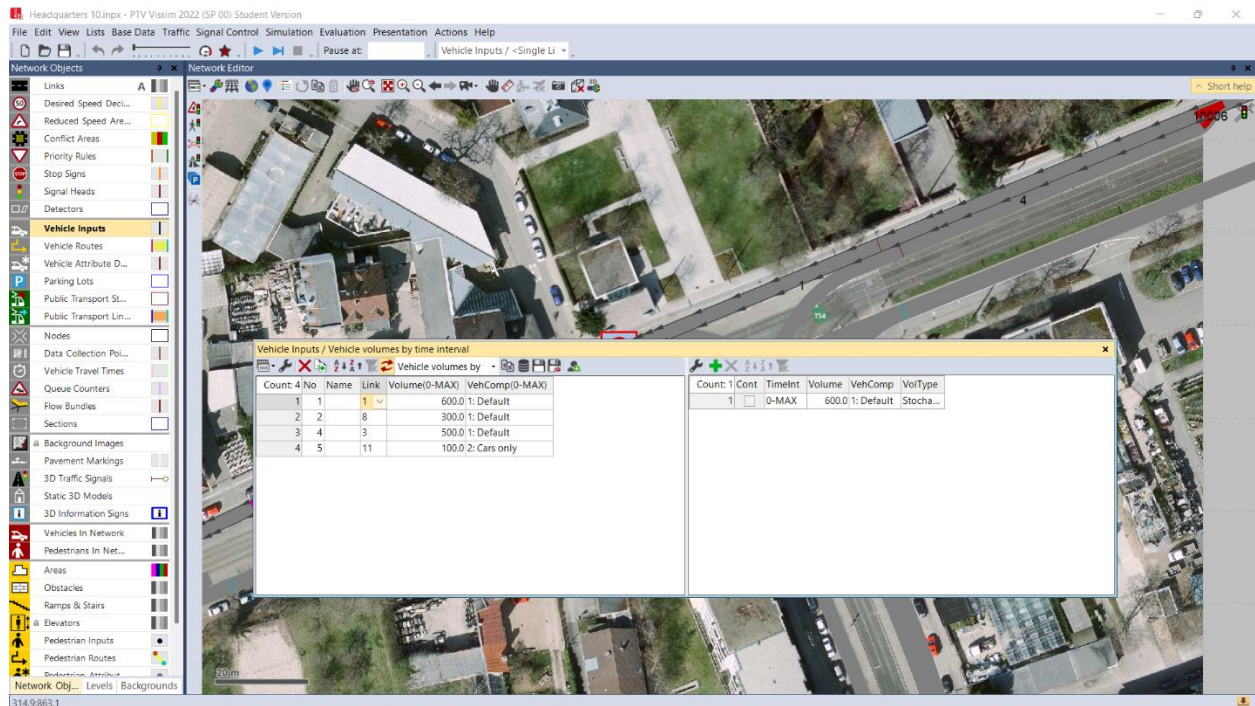 Headquarters 10.inpx - PTV Vissim 2022 (SP 00) Student Version
File Edit View Lists Base Data Traffic Signal Control Simulation Evaluation Presentation Actions Help
Pause at: Vehicle Inputs / <Single Li
Network Objects
Network Editor
Short help
Links A
Desired Speed Deci...
Reduced Speed Are...
Conflict Areas
Priority Rules
Stop Signs
Signal Heads
Detectors
Vehicle Inputs
Vehicle Routes
Vehicle Attribute D...
Parking Lots
Public Transport St...
Public Transport Lin...
Nodes
Data Collection Poi...
Vehicle Travel Times
Queue Counters
Flow Bundles
Sections
Background Images
Pavement Markings
3D Traffic Signals
Static 3D Models
3D Information Signs
Vehicles In Network
Pedestrians In Net...
Areas
Obstacles
Ramps & Stairs
Elevators
Pedestrian Inputs
Pedestrian Routes
Pedestrian Attribut...
Network Obj... Levels Backgrounds
314.9:863.1
10006
4
1
154
20 m
Vehicle Inputs / Vehicle volumes by time interval
Vehicle volumes by
Count: 4 No Name Link Volume(0-MAX) VehComp(0-MAX)
1 1 1 600.0 1: Default
2 2 8 300.0 1: Default
3 4 3 500.0 1: Default
4 5 11 100.0 2: Cars only
Count: 1 Cont TimeInt Volume VehComp VolType
1 0-MAX 600.0 1: Default Stocha...